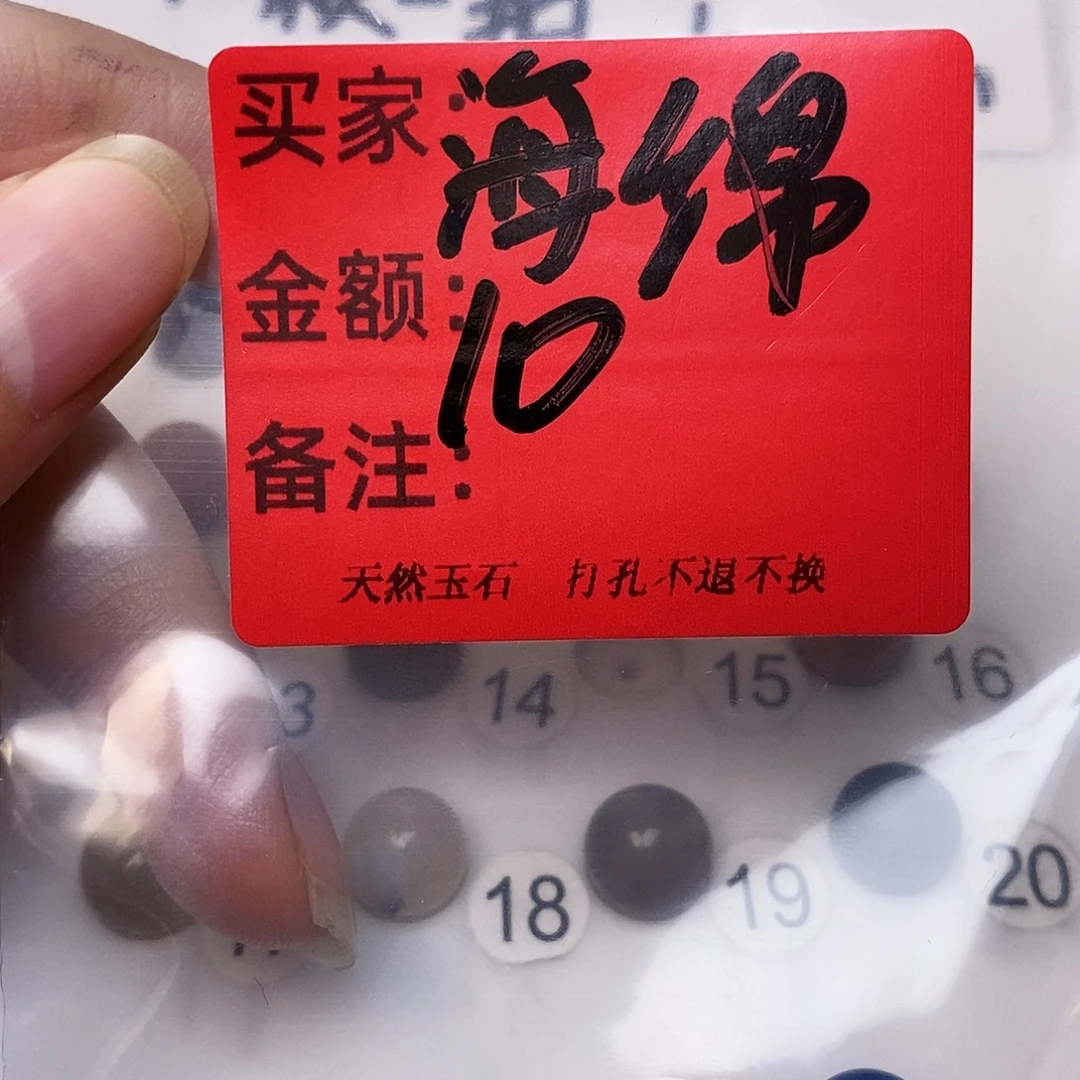 买家：海绵
金额：10
备注：
天然玉石 打孔不退不换
14 15 16
18 19 20